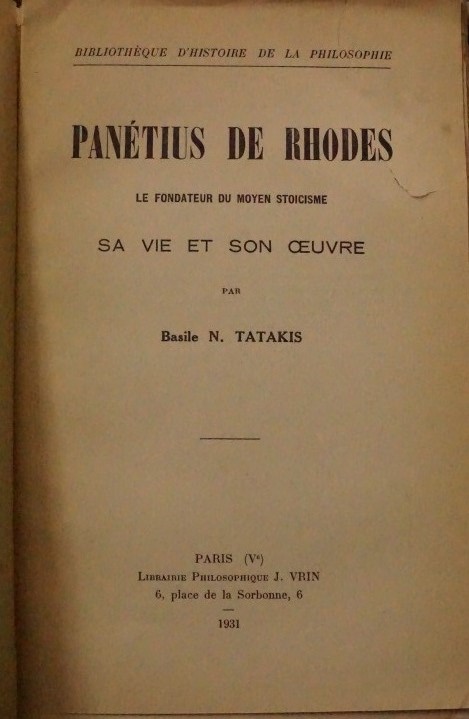 BIBLIOTHÈQUE D'HISTOIRE DE LA PHILOSOPHIE
PANÉTIUS DE RHODES
LE FONDATEUR DU MOYEN STOICISME
SA VIE ET SON ŒUVRE
PAR
Basile N. TATAKIS
PARIS (Vᵉ)
LIBRAIRIE PHILOSOPHIQUE J. VRIN
6, place de la Sorbonne, 6
1931